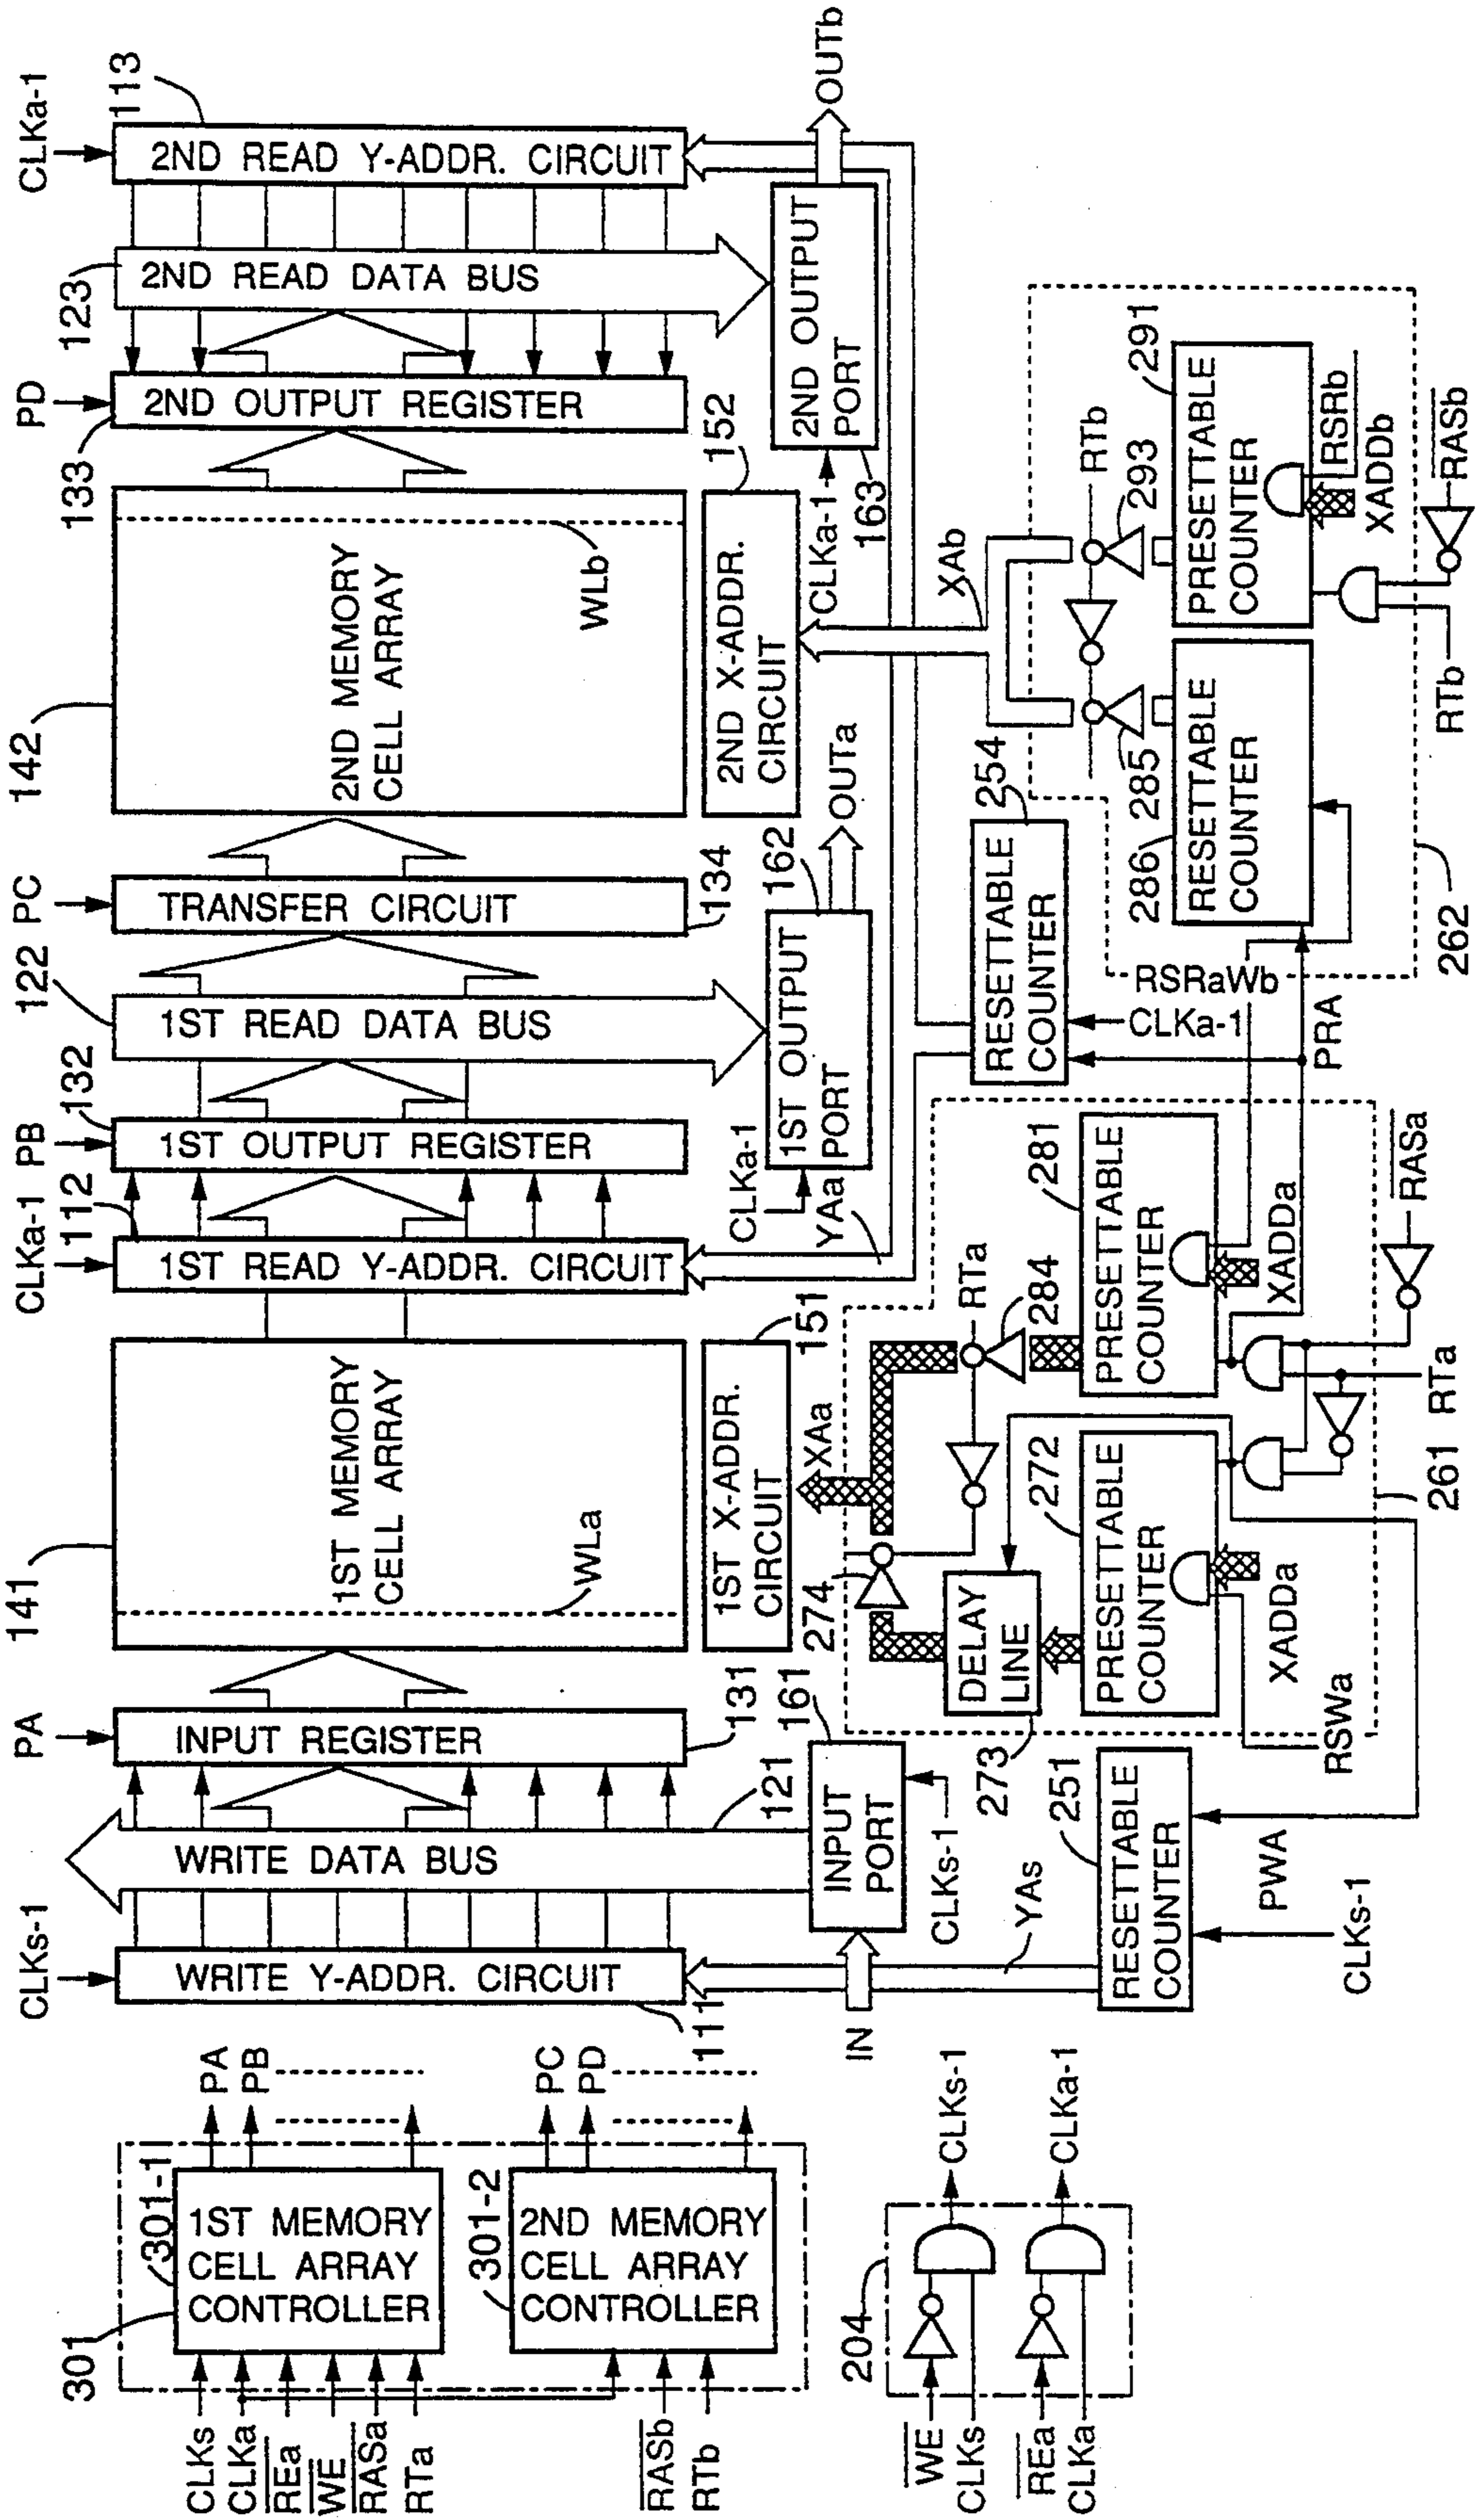 CLKs
CLKa
REa
WE
RASa
RTa
301
301-1
1ST MEMORY
CELL ARRAY
CONTROLLER
PA
PB
RASb
RTb
301-2
2ND MEMORY
CELL ARRAY
CONTROLLER
PC
PD
WE
CLKs
REa
CLKa
204
CLKs-1
CLKa-1
CLKs-1
WRITE Y-ADDR. CIRCUIT
111
WRITE DATA BUS
121
PA
INPUT REGISTER
131
141
1ST MEMORY
CELL ARRAY
WLa
CLKa-1
112
1ST READ Y-ADDR. CIRCUIT
PB
132
1ST OUTPUT REGISTER
122
1ST READ DATA BUS
PC
TRANSFER CIRCUIT
134
142
2ND MEMORY
CELL ARRAY
WLb
133
PD
2ND OUTPUT REGISTER
123
2ND READ DATA BUS
CLKa-1
113
2ND READ Y-ADDR. CIRCUIT
IN
INPUT
PORT
161
CLKs-1
1ST X-ADDR.
CIRCUIT
151
XAa
YAa
CLKa-1
1ST OUTPUT
PORT
162
OUTa
2ND X-ADDR.
CIRCUIT
152
CLKa-1
2ND OUTPUT
PORT
163
OUTb
YAs
RESETTABLE
COUNTER
251
PWA
CLKs-1
273
DELAY
LINE
274
RTa
284
PRESETTABLE
COUNTER
272
RSWa
XADDa
PRESETTABLE
COUNTER
281
XADDa
RASa
RTa
261
RESETTABLE
COUNTER
254
CLKa-1
RSRaWb
PRA
XAb
285
286
RESETTABLE
COUNTER
RTb
293
PRESETTABLE
COUNTER
291
RSRb
XADDb
RASb
RTb
262